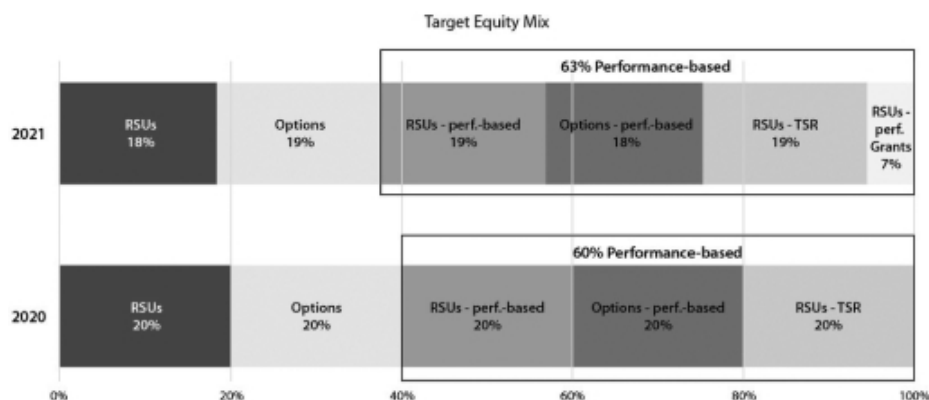 Target Equity Mix
63% Performance-based
2021
RSUs
18%
Options
19%
RSUs - perf.-based
19%
Options - perf.-based
18%
RSUs - TSR
19%
RSUs -
perf.
Grants
7%
60% Performance-based
2020
RSUs
20%
Options
20%
RSUs - perf.-based
20%
Options - perf.-based
20%
RSUs - TSR
20%
0%
20%
40%
60%
80%
100%